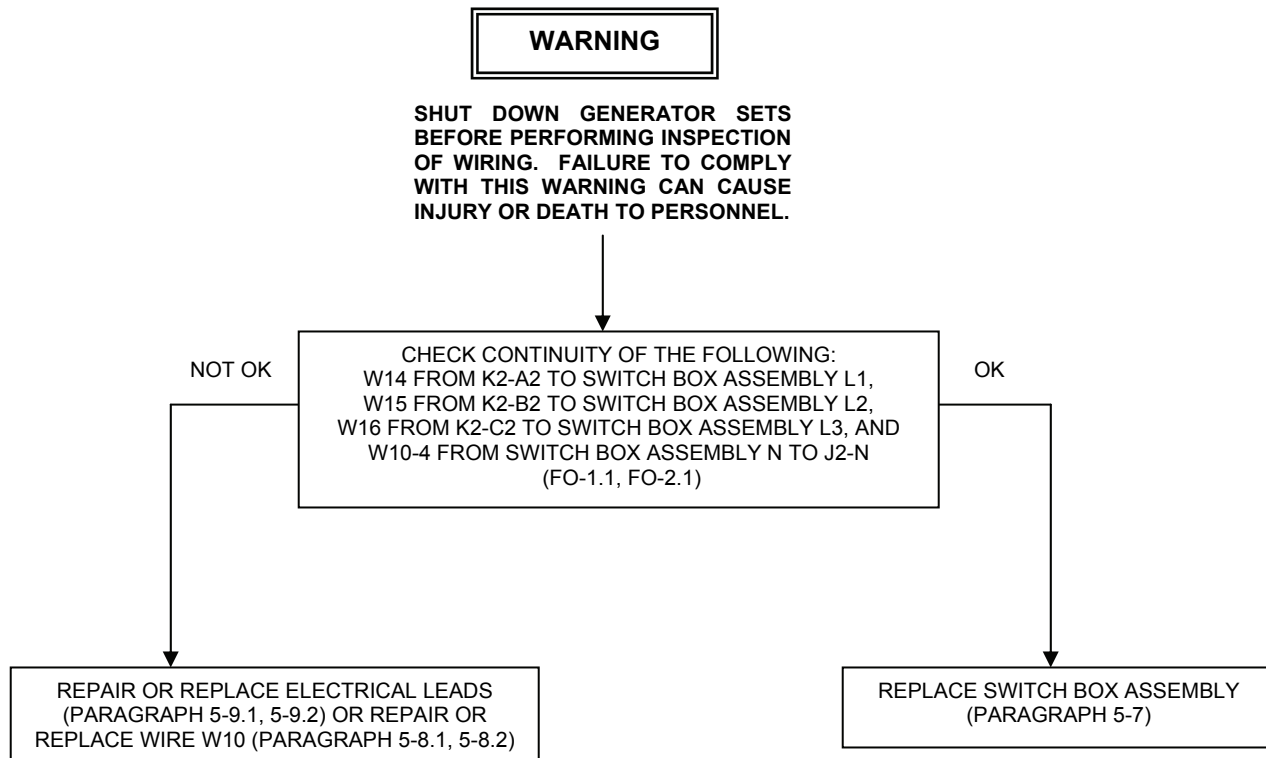 WARNING
SHUT DOWN GENERATOR SETS
BEFORE PERFORMING INSPECTION
OF WIRING. FAILURE TO COMPLY
WITH THIS WARNING CAN CAUSE
INJURY OR DEATH TO PERSONNEL.
NOT OK
CHECK CONTINUITY OF THE FOLLOWING:
W14 FROM K2-A2 TO SWITCH BOX ASSEMBLY L1,
W15 FROM K2-B2 TO SWITCH BOX ASSEMBLY L2,
W16 FROM K2-C2 TO SWITCH BOX ASSEMBLY L3, AND
W10-4 FROM SWITCH BOX ASSEMBLY N TO J2-N
(FO-1.1, FO-2.1)
OK
REPAIR OR REPLACE ELECTRICAL LEADS
(PARAGRAPH 5-9.1, 5-9.2) OR REPAIR OR
REPLACE WIRE W10 (PARAGRAPH 5-8.1, 5-8.2)
REPLACE SWITCH BOX ASSEMBLY
(PARAGRAPH 5-7)